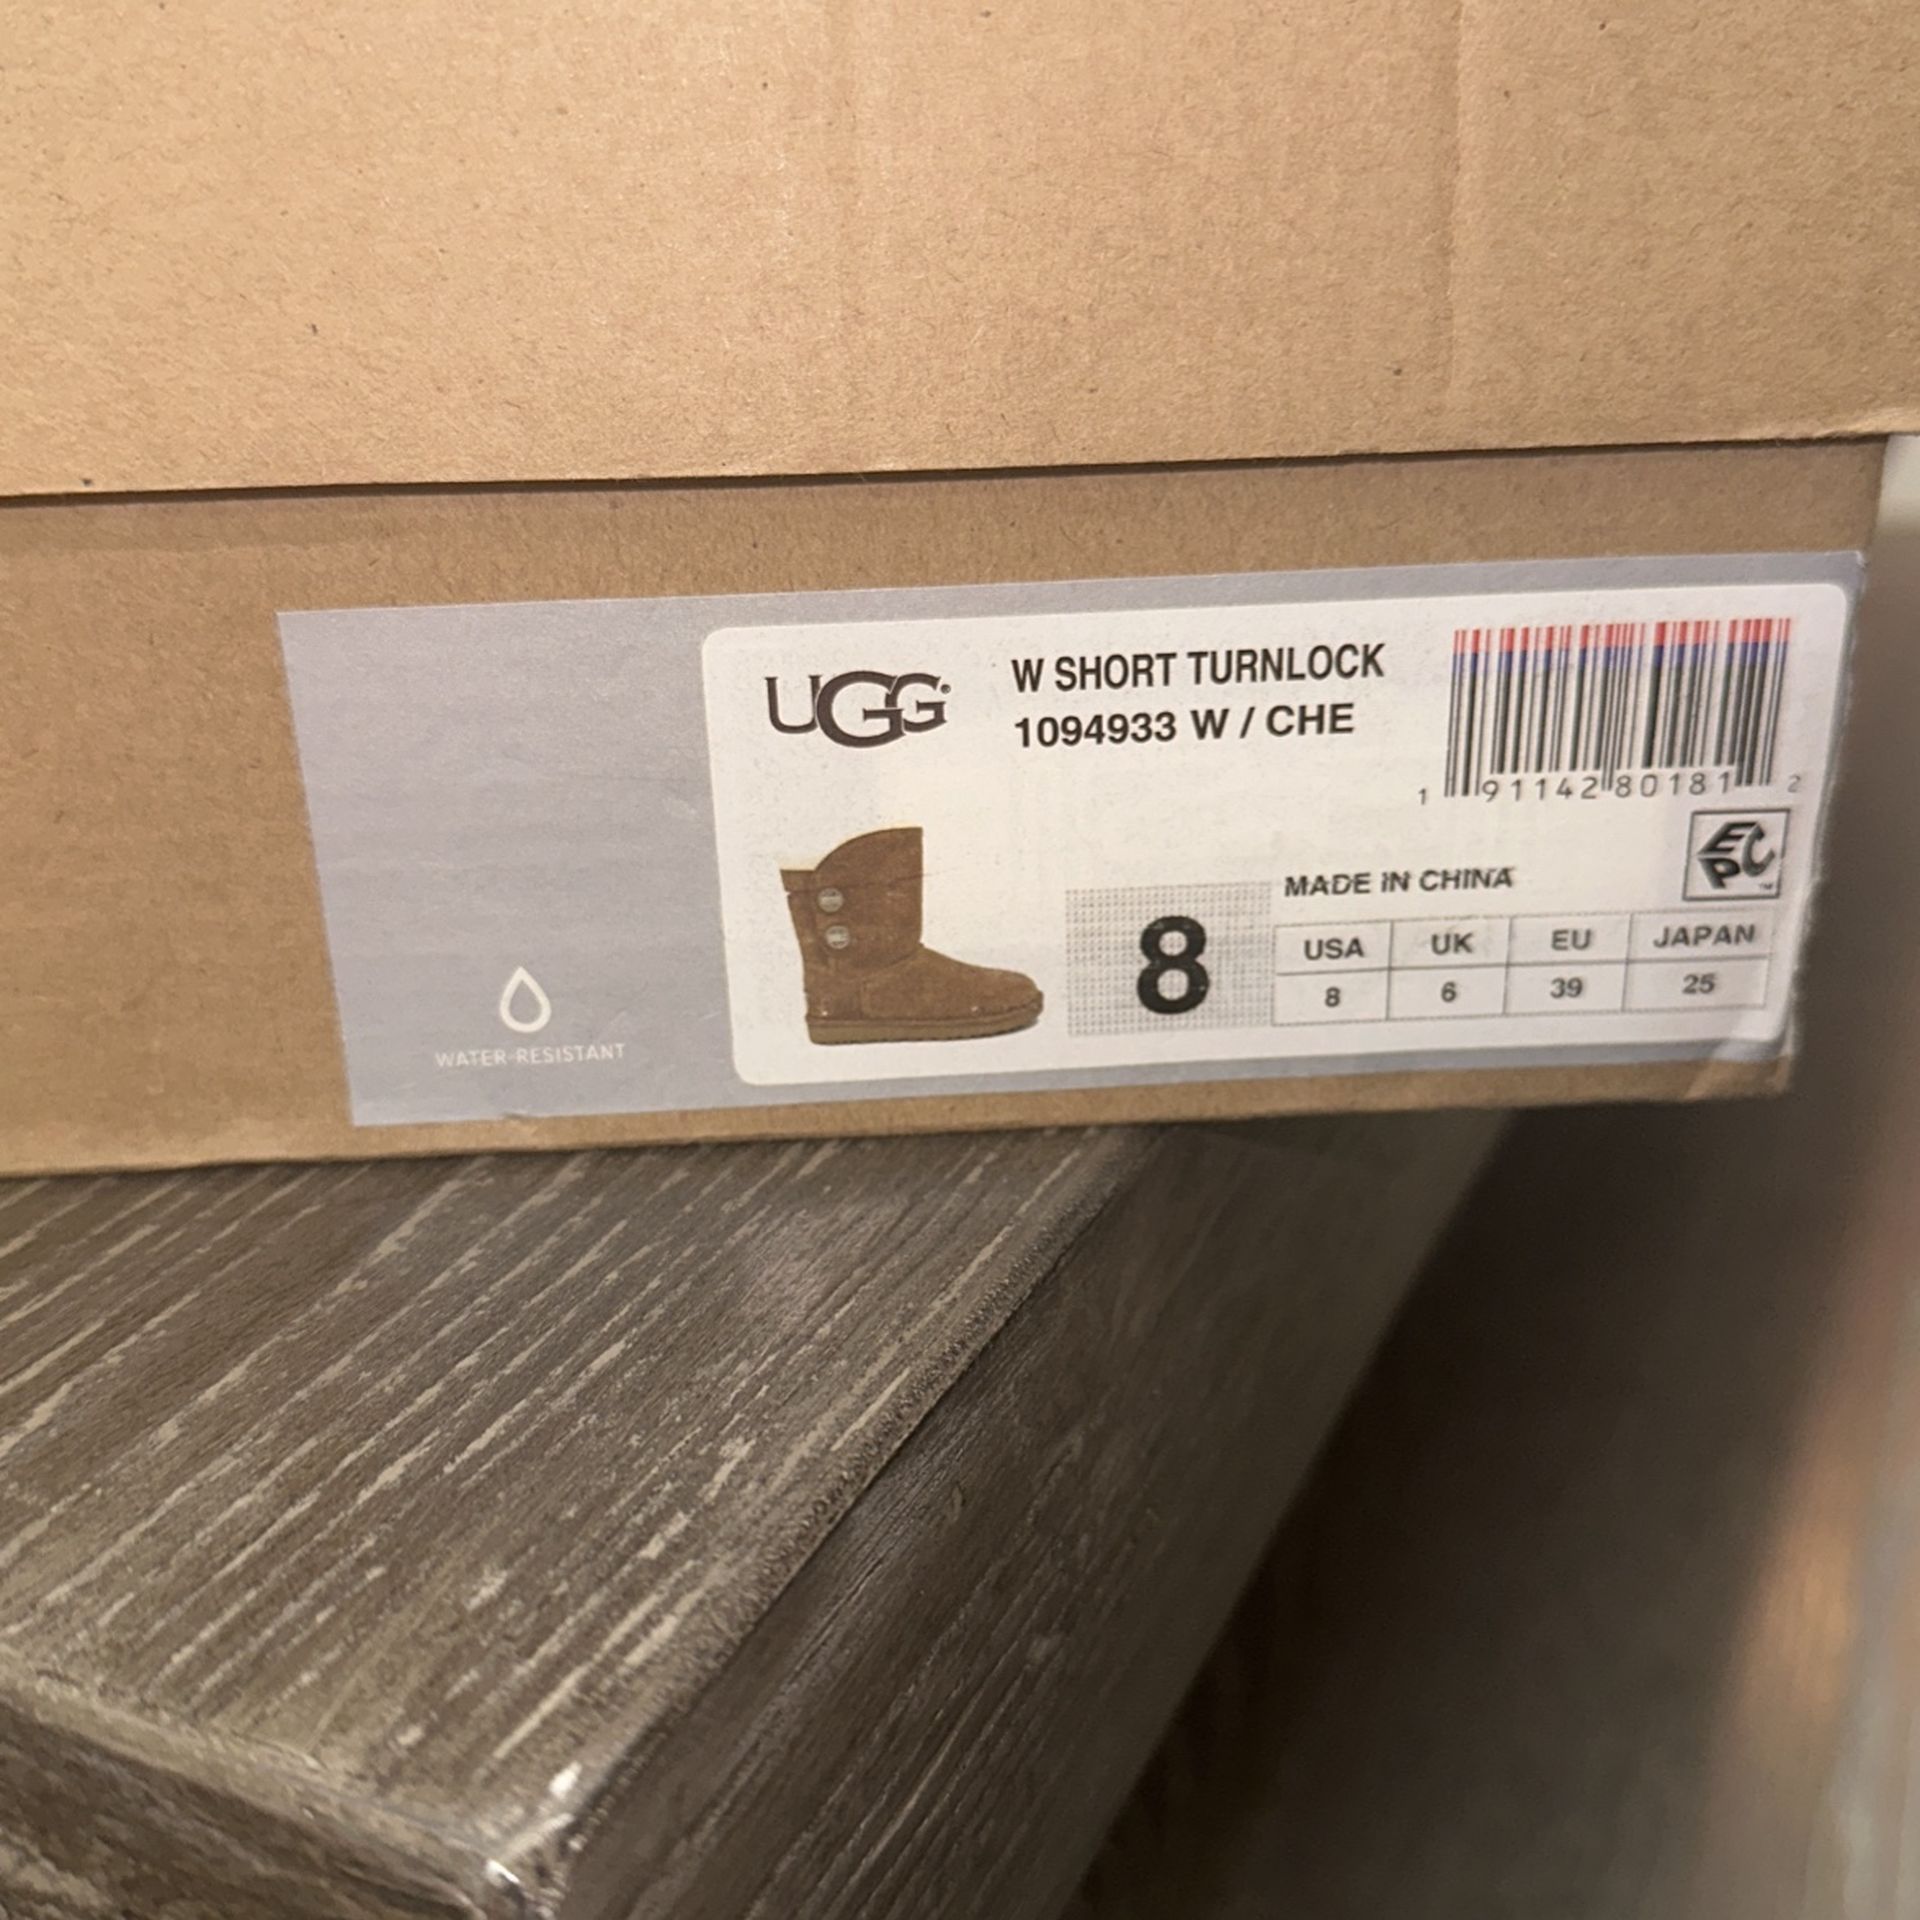 UGG
W SHORT TURNLOCK
1094933 W / CHE
1 91142 80181 2
EPC™
MADE IN CHINA
8
USA UK EU JAPAN
8 6 39 25
WATER-RESISTANT